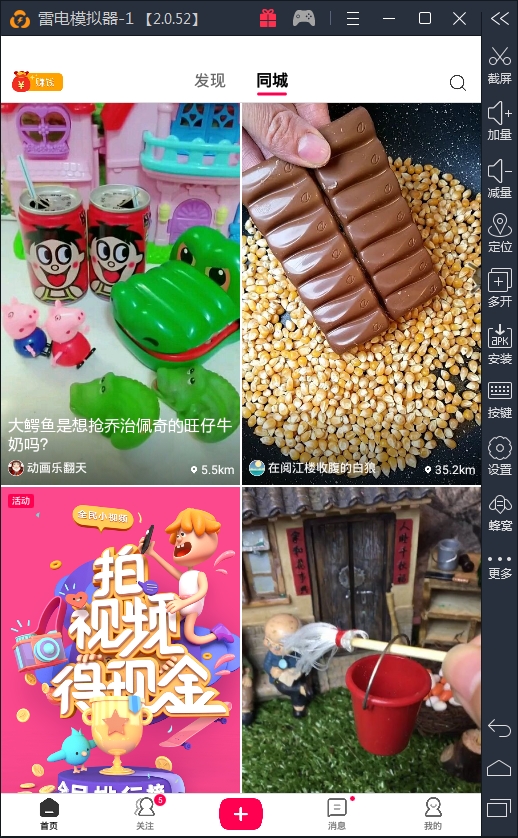 雷电模拟器-1 【2.0.52】
赚钱
发现
同城
大鳄鱼是想抢乔治佩奇的旺仔牛
奶吗?
动画乐翻天
5.5km
在阅江楼收腹的白狼
35.2km
活动
全民小视频
拍
视频
得现金
首页
关注
5
消息
我的
截屏
加量
减量
定位
多开
APK
安装
按键
设置
蜂窝
更多